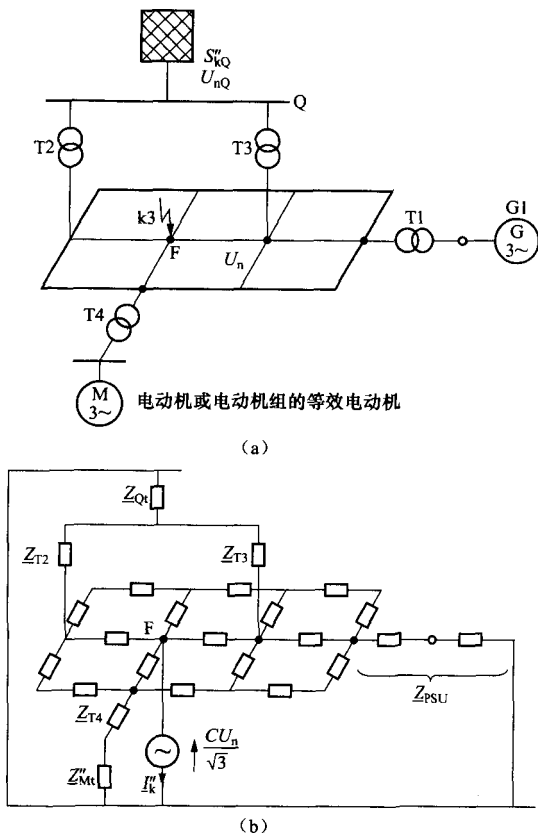 S″kQ
UnQ
Q
T2
T3
k3
F
Un
T1
G1
G
3~
T4
M
3~
电动机或电动机组的等效电动机
(a)
ZQt
ZT2
ZT3
F
ZT4
ZPSU
Z″Mt
CUn
√3
I″k
~
(b)